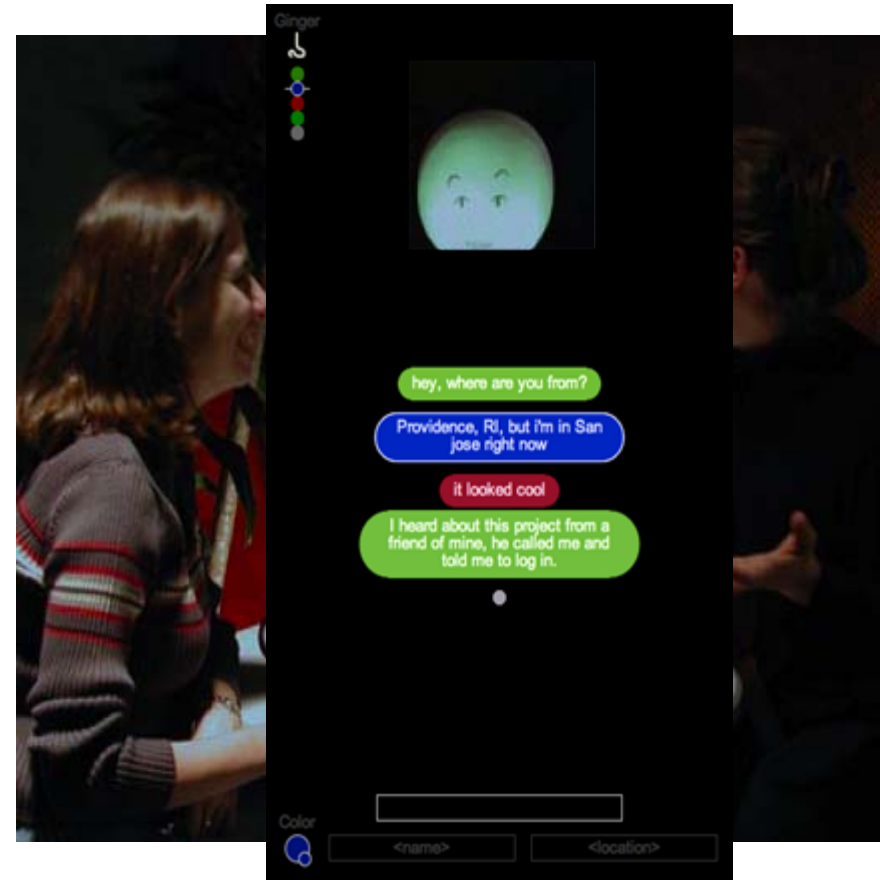 Ginger
hey, where are you from?
Providence, RI, but i'm in San
jose right now
it looked cool
I heard about this project from a
friend of mine, he called me and
told me to log in.
Color
<name>
<location>